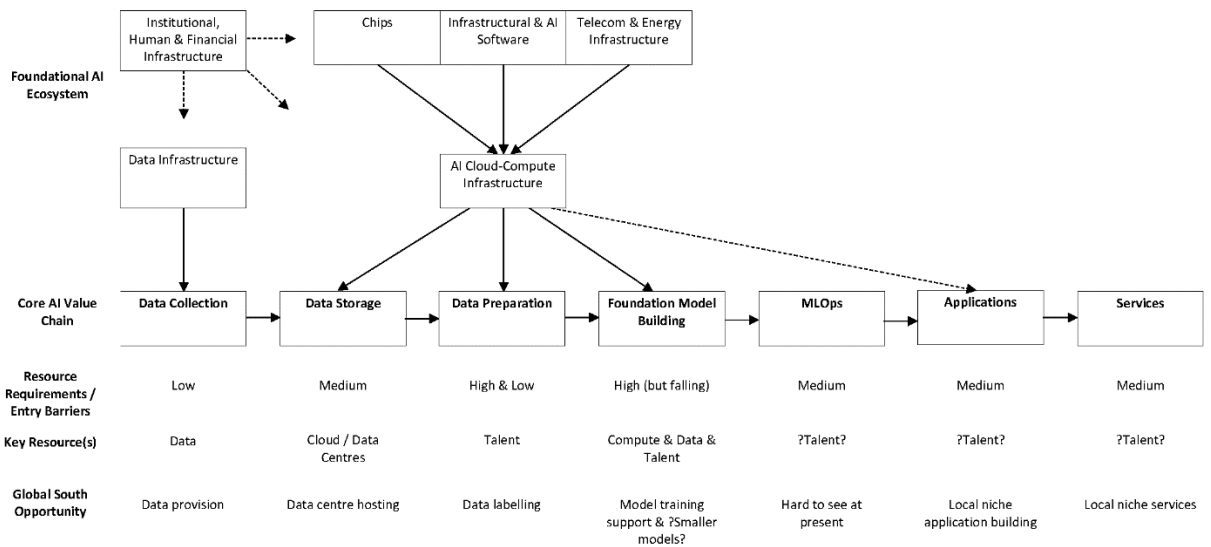 Institutional,
Human & Financial
Infrastructure
Chips
Infrastructural & AI
Software
Telecom & Energy
Infrastructure
Foundational AI
Ecosystem
Data Infrastructure
AI Cloud-Compute
Infrastructure
Core AI Value
Chain
Data Collection
Data Storage
Data Preparation
Foundation Model
Building
MLOps
Applications
Services
Resource
Requirements /
Entry Barriers
Low
Medium
High & Low
High (but falling)
Medium
Medium
Medium
Key Resource(s)
Data
Cloud / Data
Centres
Talent
Compute & Data &
Talent
?Talent?
?Talent?
?Talent?
Global South
Opportunity
Data provision
Data centre hosting
Data labelling
Model training
support & ?Smaller
models?
Hard to see at
present
Local niche
application building
Local niche services